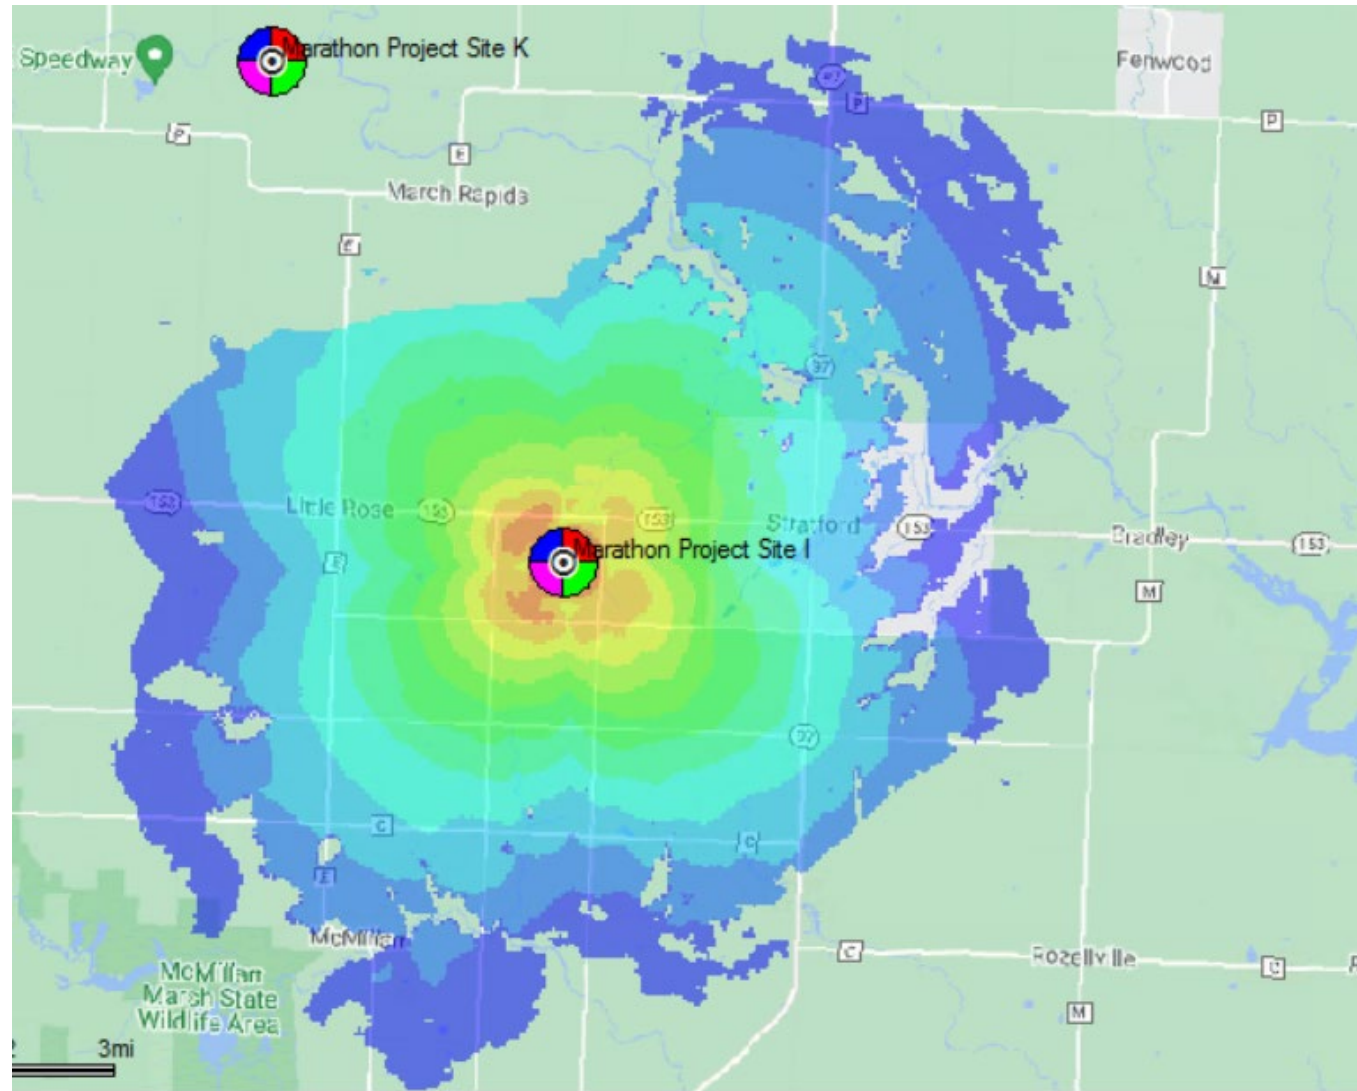 Speedway
Marathon Project Site K
Fenwood
97
P
P
P
E
March Rapids
E
M
97
Little Rose
153
153
153
Stratford
153
Marathon Project Site I
Bradley
153
E
M
97
C
C
E
McMillan
C
Rozellville
C
McMillan
Marsh State
Wildlife Area
M
2
3mi